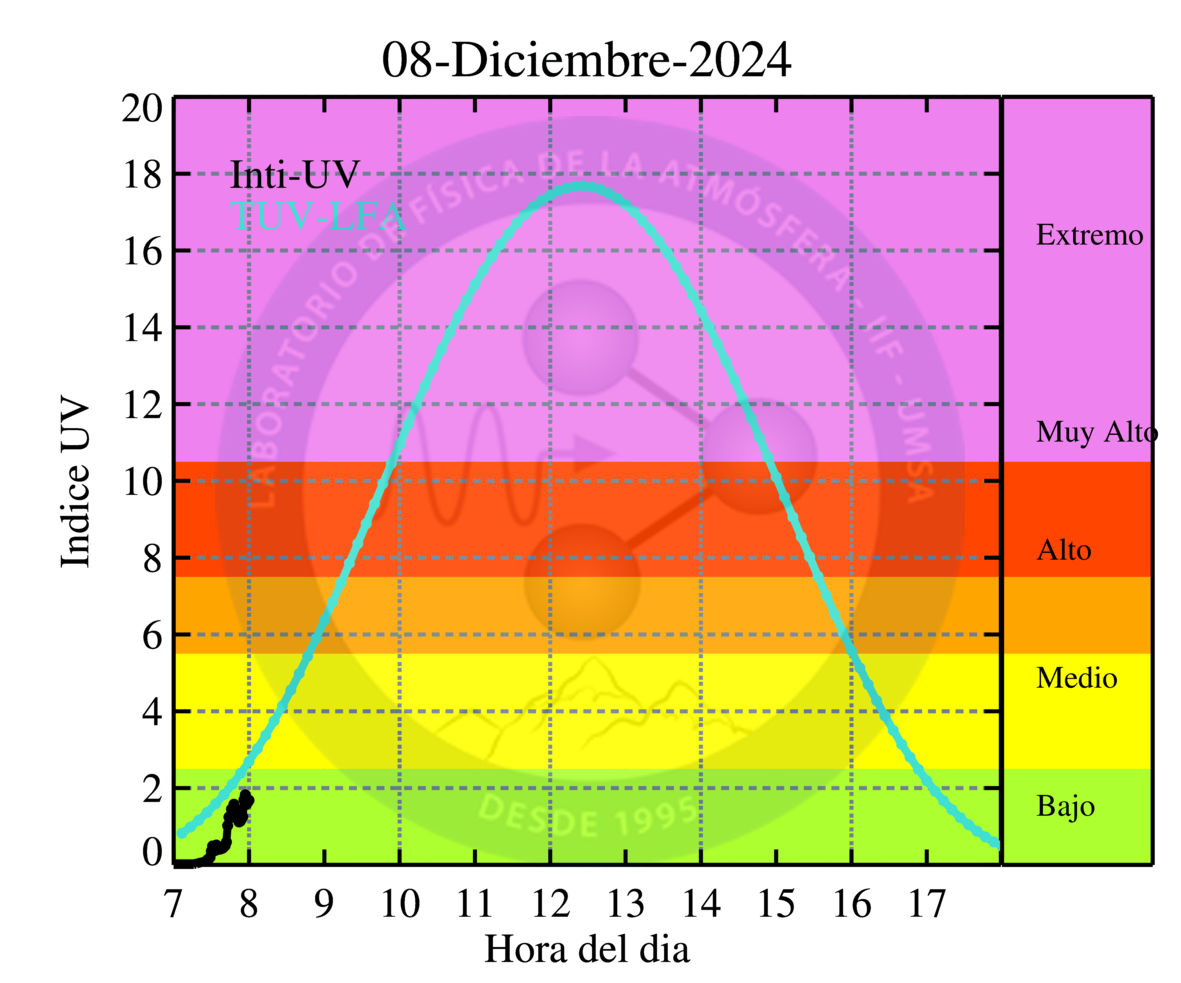 08-Diciembre-2024
Inti-UV
TUV-LFA
LABORATORIO DE FÍSICA DE LA ATMÓSFERA - IIF - UMSA
DESDE 1995
Indice UV
20
18
16
14
12
10
8
6
4
2
0
Extremo
Muy Alto
Alto
Medio
Bajo
7 8 9 10 11 12 13 14 15 16 17
Hora del dia